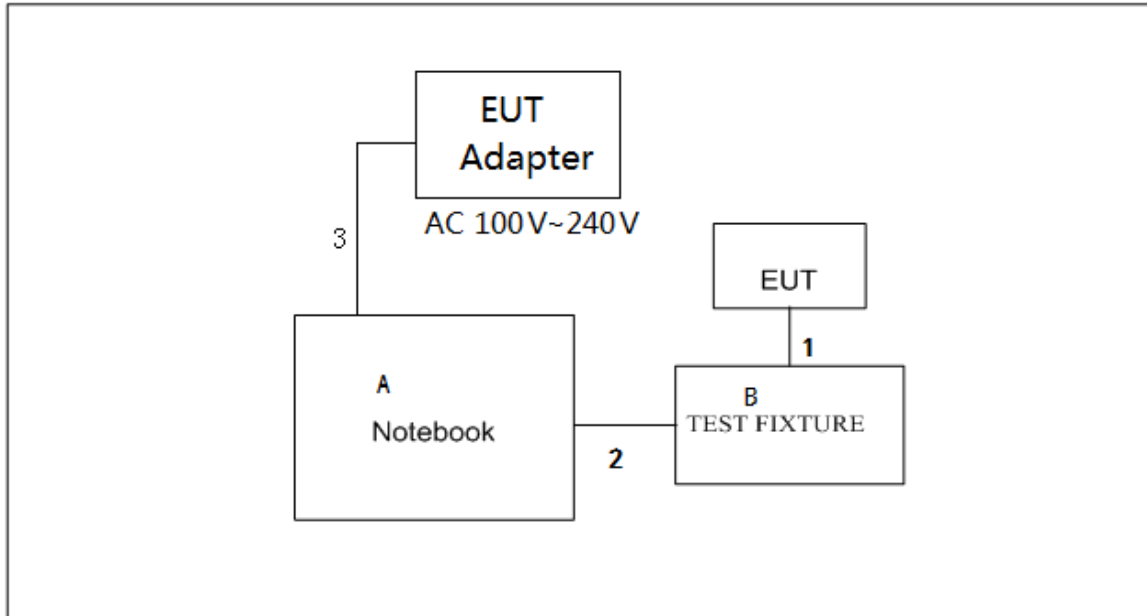 EUT
Adapter
AC 100V~240V
3
EUT
1
A
Notebook
2
B
TEST FIXTURE